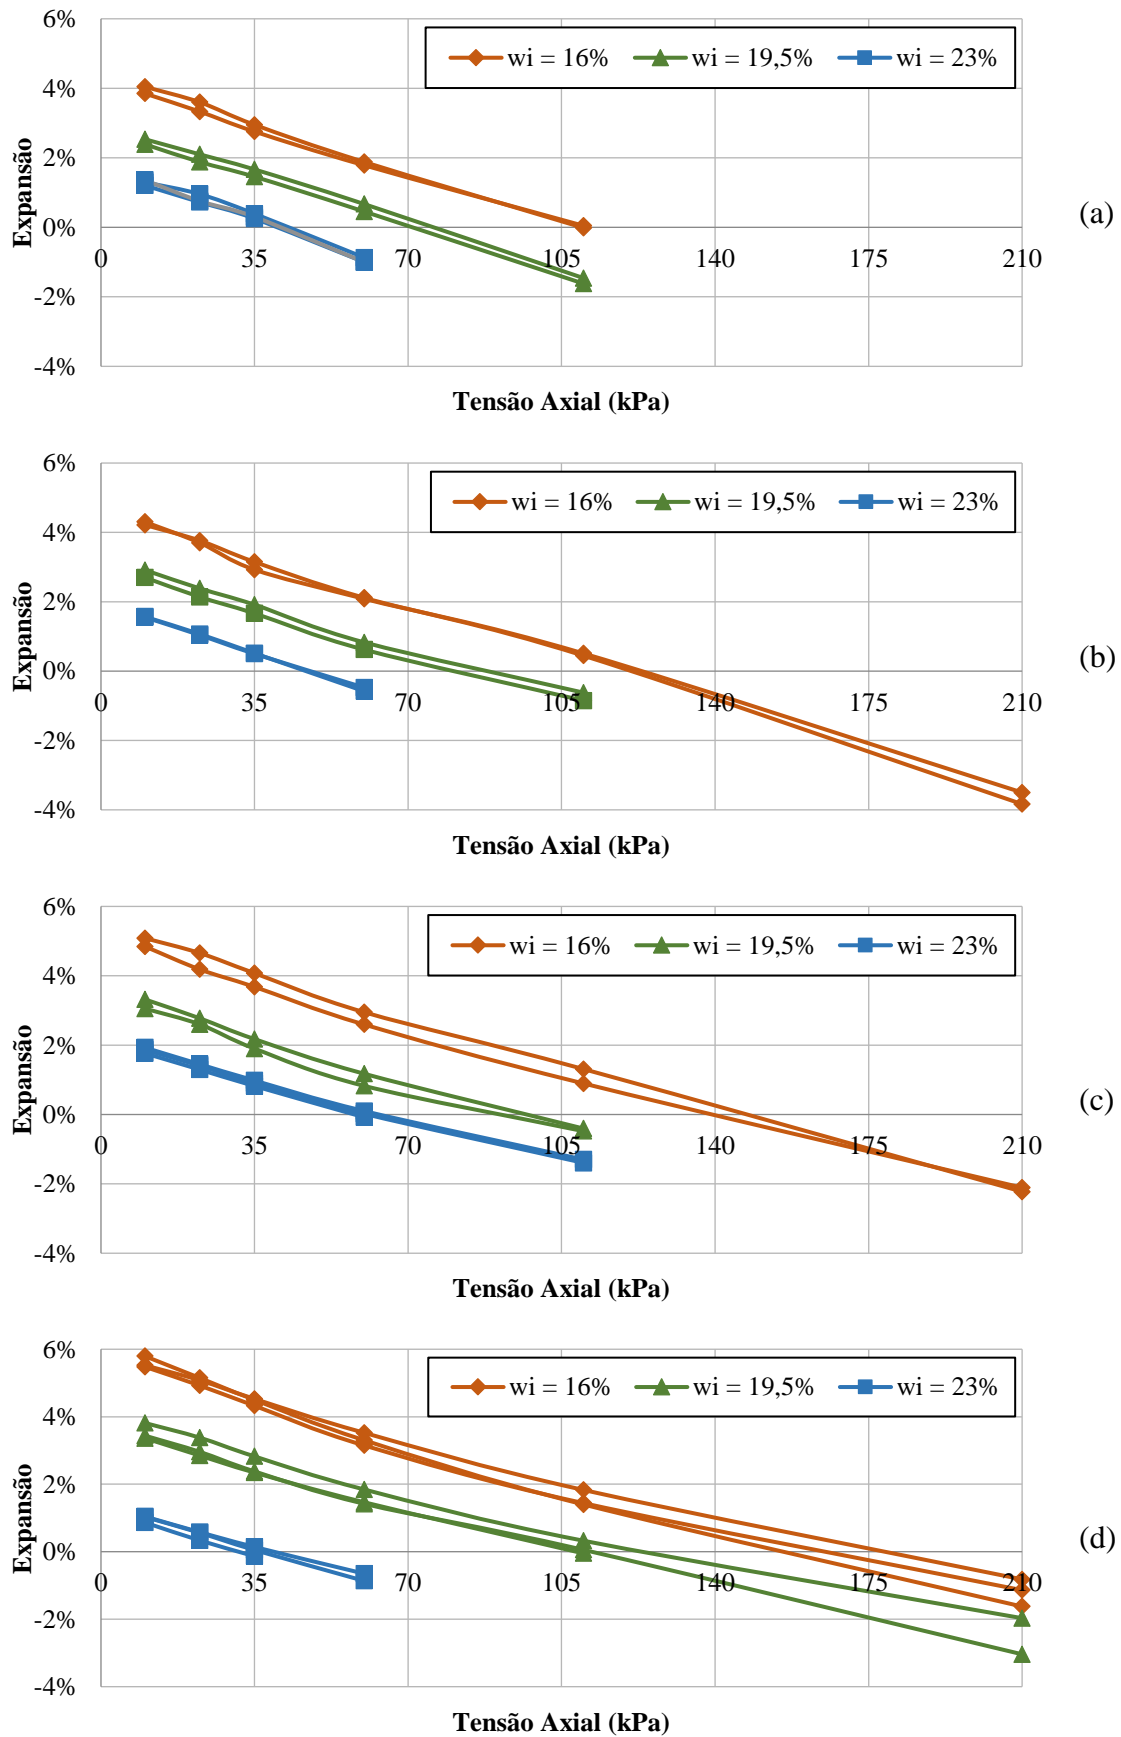 6%
wi = 16% wi = 19,5% wi = 23%
4%
2%
Expansão
(a)
0%
0 35 70 105 140 175 210
-2%
-4%
Tensão Axial (kPa)
6%
wi = 16% wi = 19,5% wi = 23%
4%
2%
Expansão
(b)
0%
0 35 70 105 140 175 210
-2%
-4%
Tensão Axial (kPa)
6%
wi = 16% wi = 19,5% wi = 23%
4%
2%
Expansão
(c)
0%
0 35 70 105 140 175 210
-2%
-4%
Tensão Axial (kPa)
6%
wi = 16% wi = 19,5% wi = 23%
4%
2%
Expansão
(d)
0%
0 35 70 105 140 175 210
-2%
-4%
Tensão Axial (kPa)